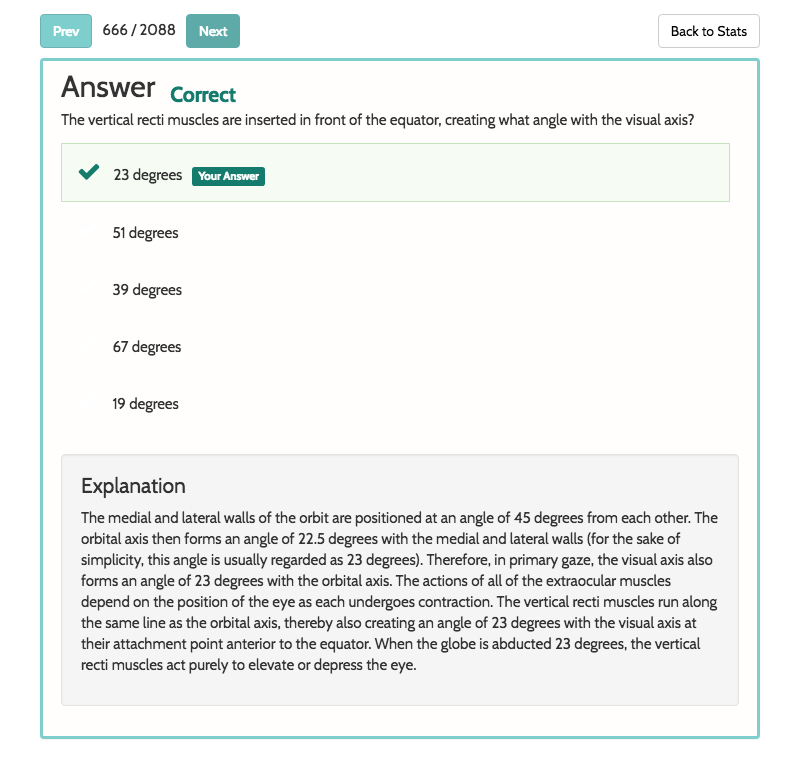 Prev 666 / 2088 Next Back to Stats
Answer Correct
The vertical recti muscles are inserted in front of the equator, creating what angle with the visual axis?
23 degrees Your Answer
51 degrees
39 degrees
67 degrees
19 degrees
Explanation
The medial and lateral walls of the orbit are positioned at an angle of 45 degrees from each other. The
orbital axis then forms an angle of 22.5 degrees with the medial and lateral walls (for the sake of
simplicity, this angle is usually regarded as 23 degrees). Therefore, in primary gaze, the visual axis also
forms an angle of 23 degrees with the orbital axis. The actions of all of the extraocular muscles
depend on the position of the eye as each undergoes contraction. The vertical recti muscles run along
the same line as the orbital axis, thereby also creating an angle of 23 degrees with the visual axis at
their attachment point anterior to the equator. When the globe is abducted 23 degrees, the vertical
recti muscles act purely to elevate or depress the eye.